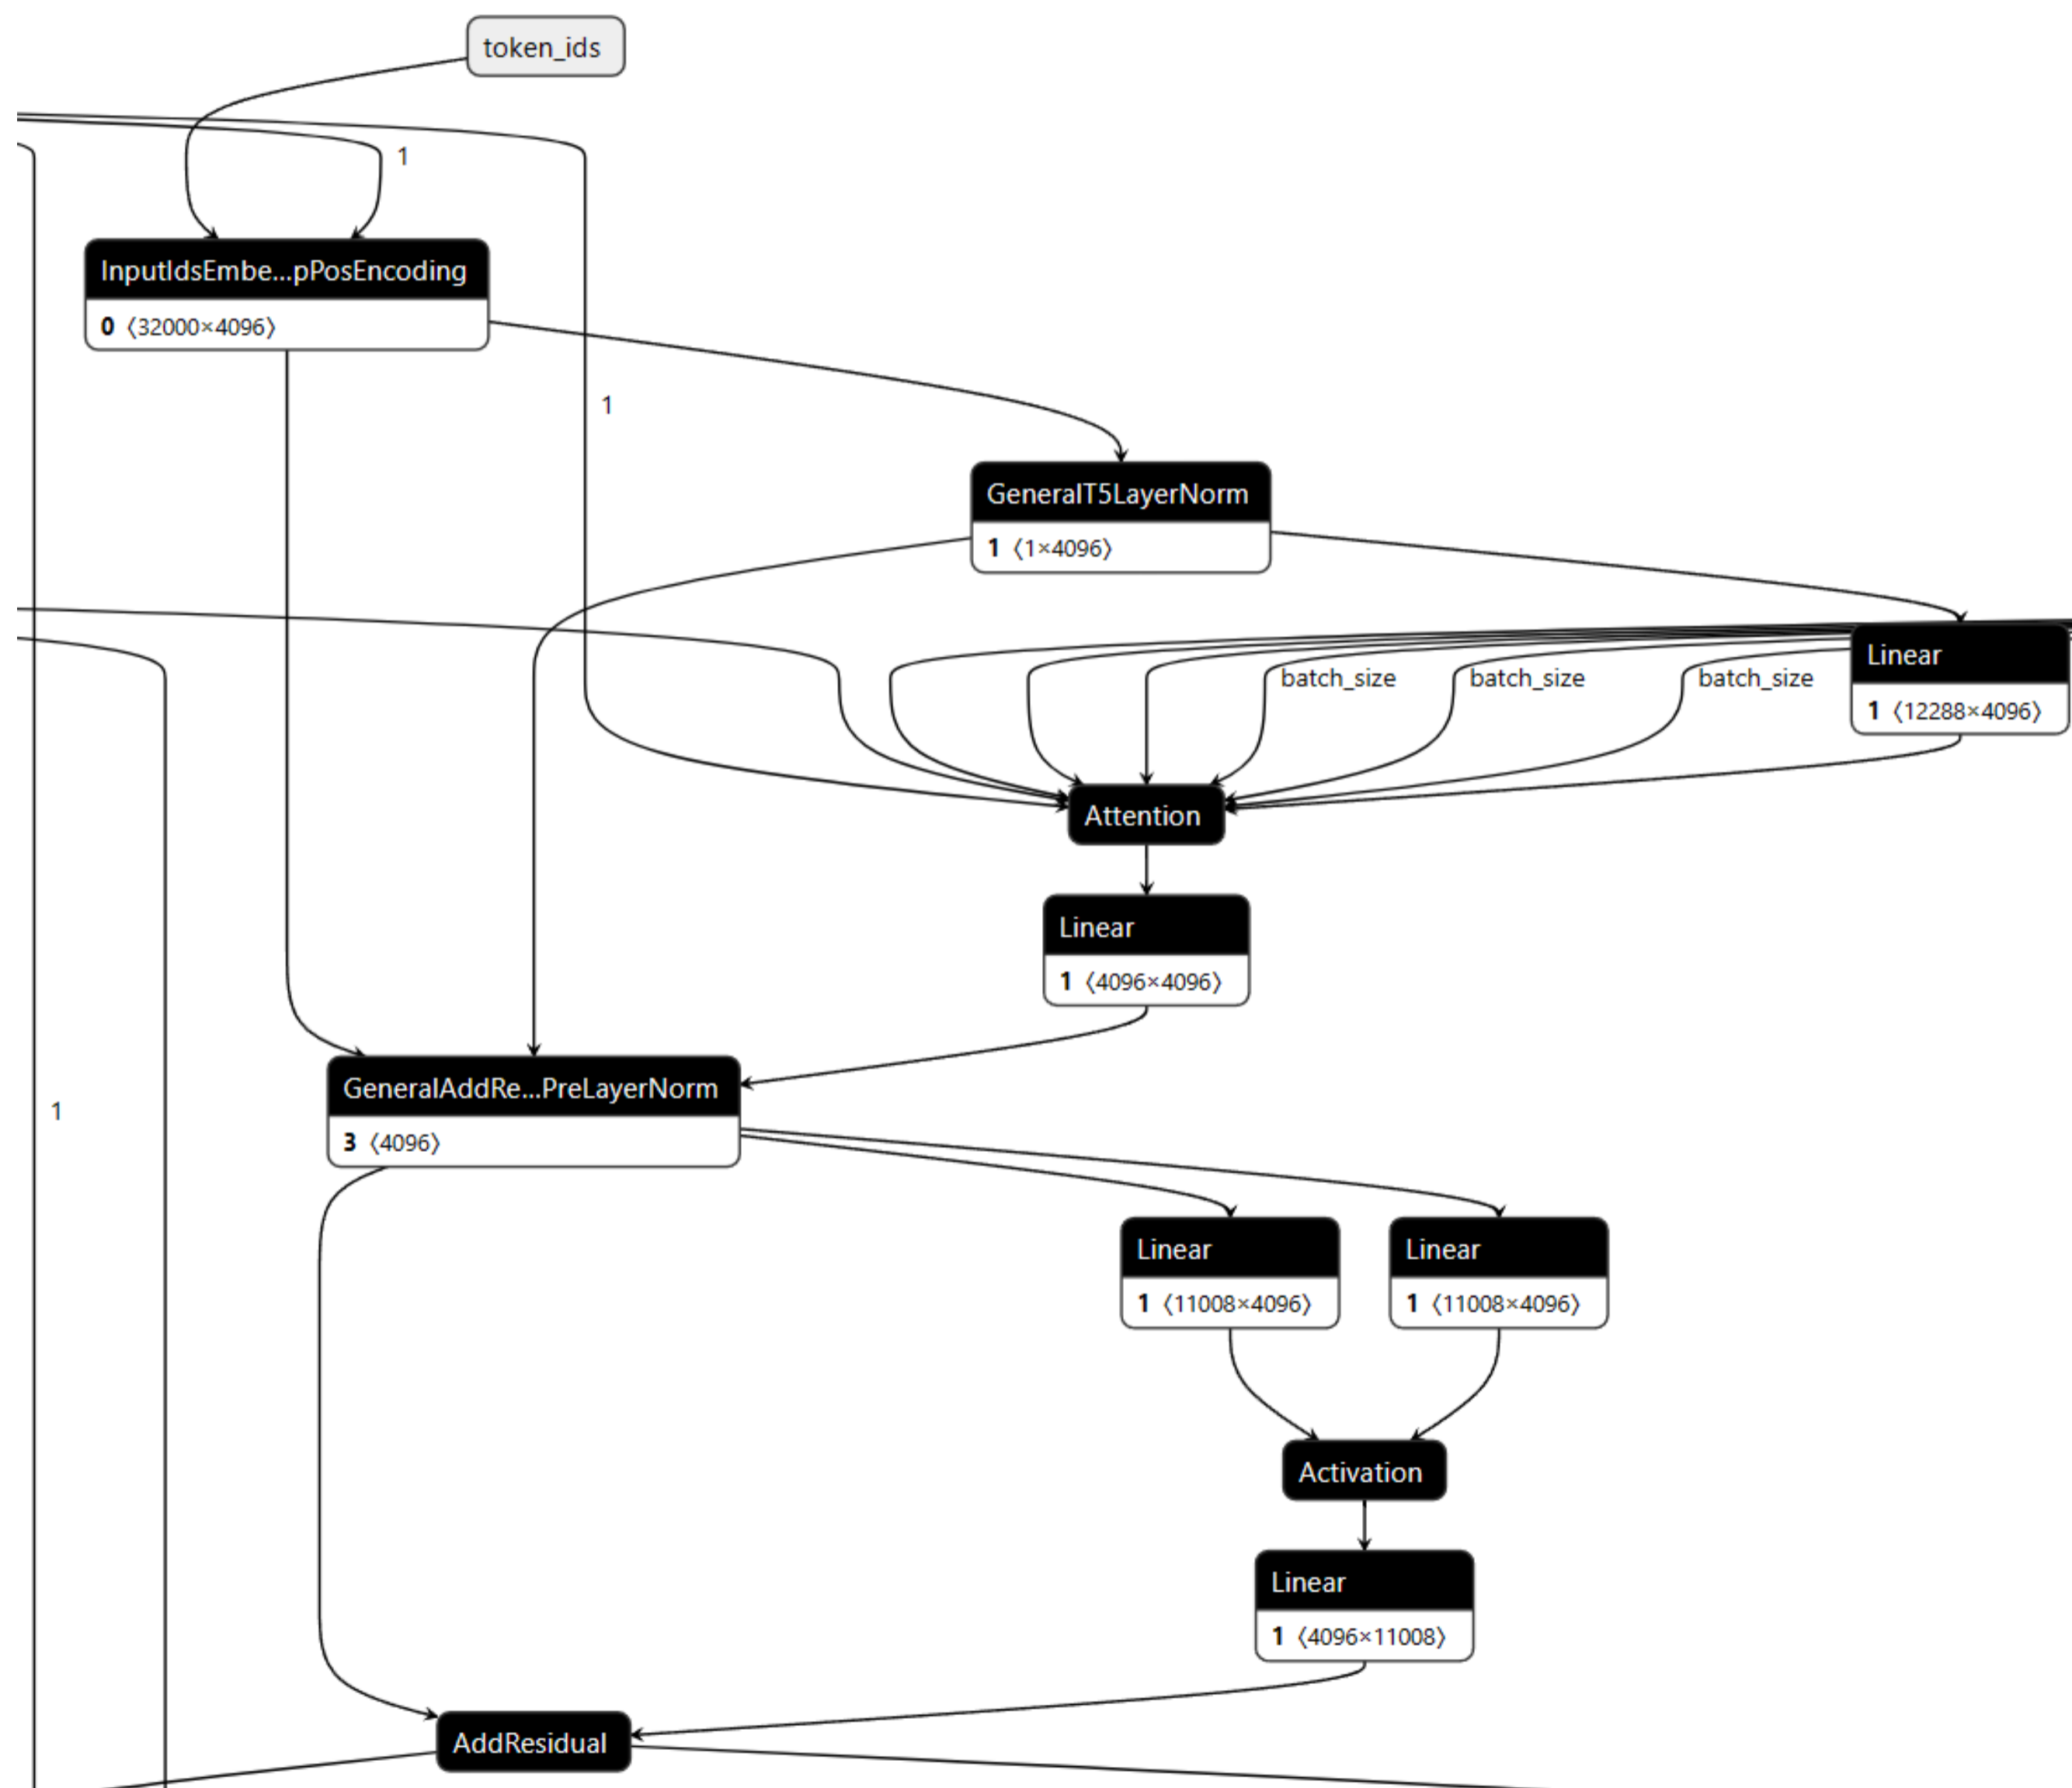 token_ids
1
InputIdsEmbe...pPosEncoding
0 〈32000×4096〉
1
GeneralT5LayerNorm
1 〈1×4096〉
batch_size
batch_size
batch_size
Linear
1 〈12288×4096〉
Attention
Linear
1 〈4096×4096〉
GeneralAddRe...PreLayerNorm
3 〈4096〉
1
Linear
1 〈11008×4096〉
Linear
1 〈11008×4096〉
Activation
Linear
1 〈4096×11008〉
AddResidual